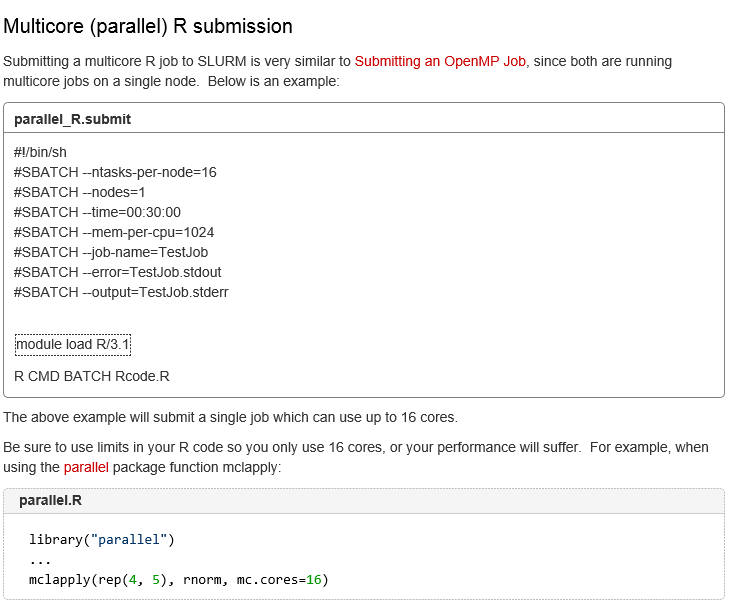 Multicore (parallel) R submission
Submitting a multicore R job to SLURM is very similar to Submitting an OpenMP Job, since both are running
multicore jobs on a single node.  Below is an example:
parallel_R.submit
#!/bin/sh
#SBATCH --ntasks-per-node=16
#SBATCH --nodes=1
#SBATCH --time=00:30:00
#SBATCH --mem-per-cpu=1024
#SBATCH --job-name=TestJob
#SBATCH --error=TestJob.stdout
#SBATCH --output=TestJob.stderr
module load R/3.1
R CMD BATCH Rcode.R
The above example will submit a single job which can use up to 16 cores.
Be sure to use limits in your R code so you only use 16 cores, or your performance will suffer.  For example, when
using the parallel package function mclapply:
parallel.R
library("parallel")
...
mclapply(rep(4, 5), rnorm, mc.cores=16)